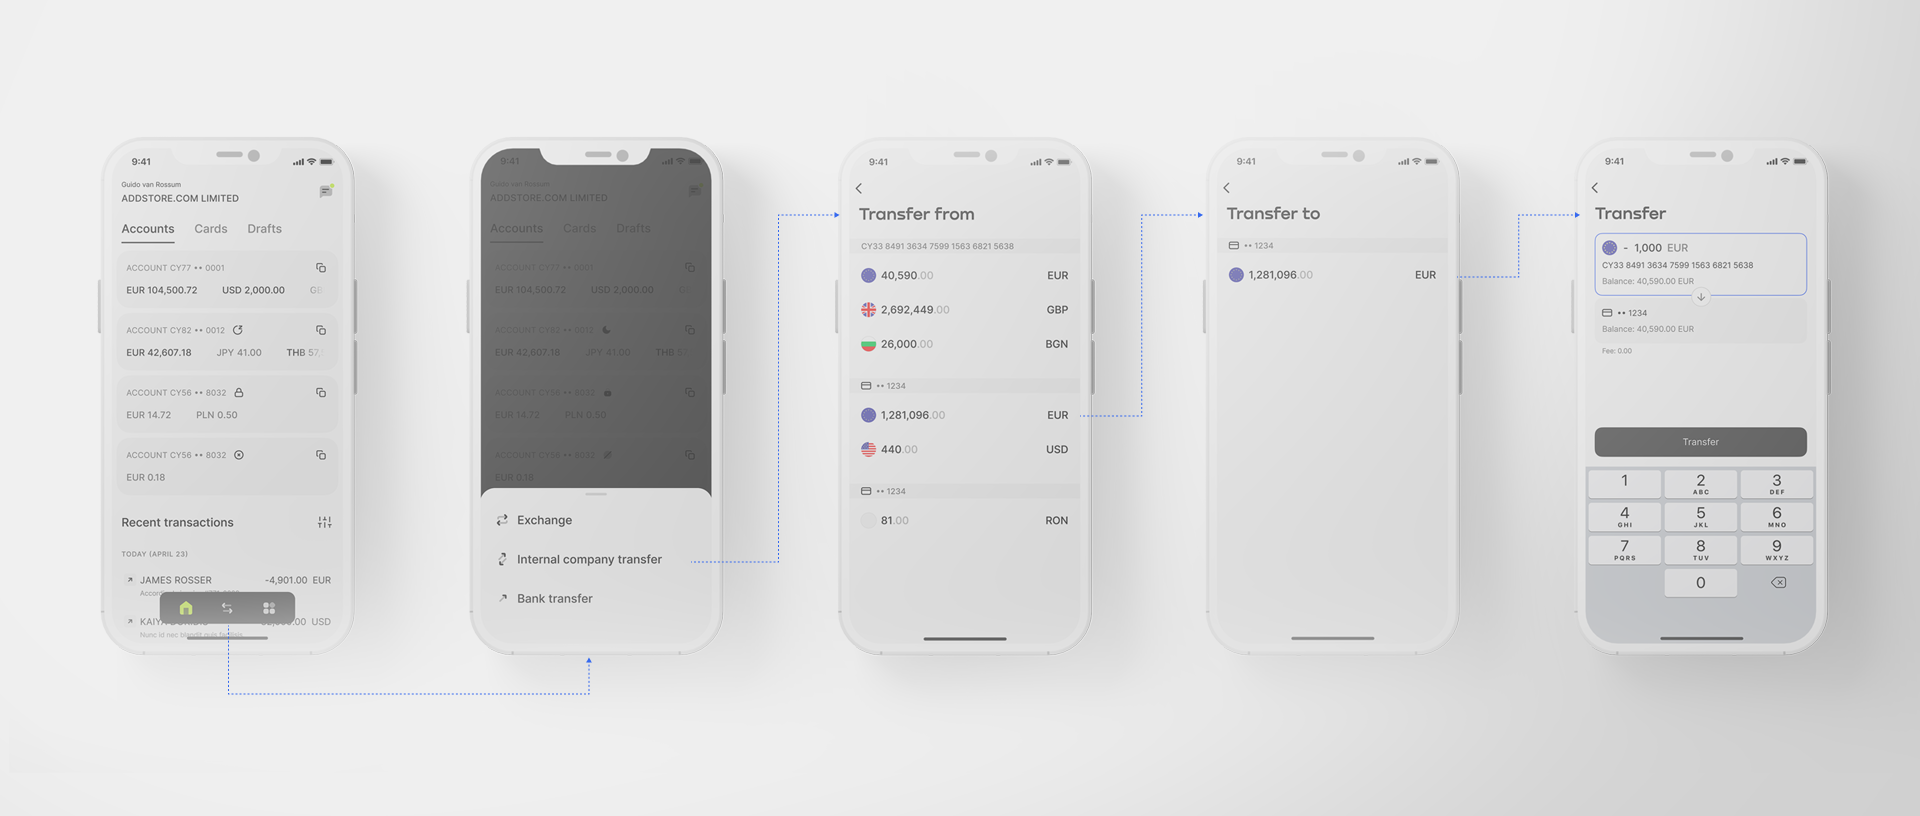 9:41
Guido van Rossum
ADDSTORE.COM LIMITED
Accounts Cards Drafts
ACCOUNT CY77 •• 0001
EUR 104,500.72 USD 2,000.00 GB
ACCOUNT CY82 •• 0012
EUR 42,607.18 JPY 41.00 THB 57,
ACCOUNT CY56 •• 8032
EUR 14.72 PLN 0.50
ACCOUNT CY56 •• 8032
EUR 0.18
Recent transactions
TODAY (APRIL 23)
JAMES ROSSER -4,901.00 EUR
KAIYA USD
Nunc id nec blandit quis facilisis
9:41
Guido van Rossum
ADDSTORE.COM LIMITED
Accounts Cards Drafts
ACCOUNT CY77 •• 0001
EUR 104,500.72 USD 2,000.00
ACCOUNT CY82 •• 0012
EUR 42,607.18 JPY 41.00 THB 5
ACCOUNT CY56 •• 8032
EUR 14.72 PLN 0.50
ACCOUNT CY56 •• 8032
EUR 0.18
Exchange
Internal company transfer
Bank transfer
9:41
Transfer from
CY33 8491 3634 7599 1563 6821 5638
40,590.00 EUR
2,692,449.00 GBP
26,000.00 BGN
•• 1234
1,281,096.00 EUR
440.00 USD
•• 1234
81.00 RON
9:41
Transfer to
•• 1234
1,281,096.00 EUR
9:41
Transfer
- 1,000 EUR
CY33 8491 3634 7599 1563 6821 5638
Balance: 40,590.00 EUR
•• 1234
Balance: 40,590.00 EUR
Fee: 0.00
Transfer
1 2 3
ABC DEF
4 5 6
GHI JKL MNO
7 8 9
PQRS TUV WXYZ
0